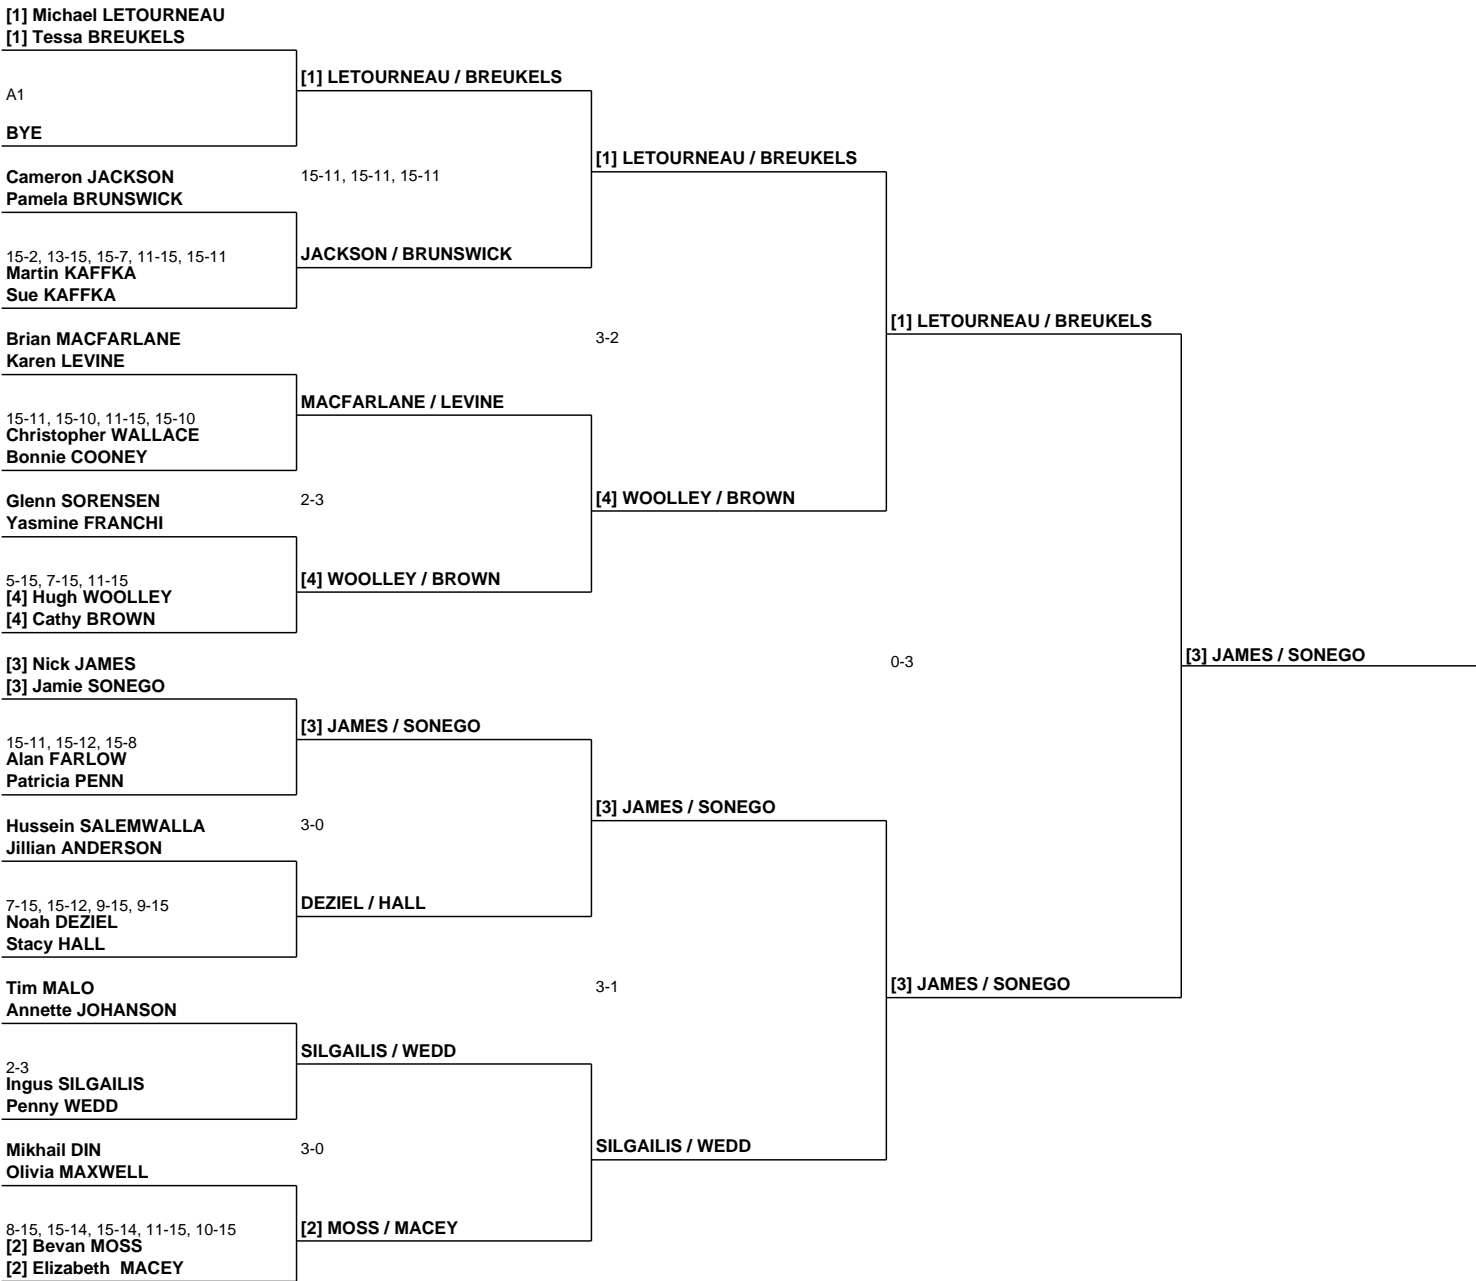 [1] Michael LETOURNEAU
[1] Tessa BREUKELS
[1] LETOURNEAU / BREUKELS
A1
BYE
[1] LETOURNEAU / BREUKELS
Cameron JACKSON
15-11, 15-11, 15-11
Pamela BRUNSWICK
15-2, 13-15, 15-7, 11-15, 15-11
JACKSON / BRUNSWICK
Martin KAFFKA
Sue KAFFKA
[1] LETOURNEAU / BREUKELS
Brian MACFARLANE
3-2
Karen LEVINE
MACFARLANE / LEVINE
15-11, 15-10, 11-15, 15-10
Christopher WALLACE
Bonnie COONEY
Glenn SORENSEN
2-3
[4] WOOLLEY / BROWN
Yasmine FRANCHI
5-15, 7-15, 11-15
[4] WOOLLEY / BROWN
[4] Hugh WOOLLEY
[4] Cathy BROWN
[3] Nick JAMES
0-3
[3] JAMES / SONEGO
[3] Jamie SONEGO
[3] JAMES / SONEGO
15-11, 15-12, 15-8
Alan FARLOW
Patricia PENN
[3] JAMES / SONEGO
Hussein SALEMWALLA
3-0
Jillian ANDERSON
7-15, 15-12, 9-15, 9-15
DEZIEL / HALL
Noah DEZIEL
Stacy HALL
Tim MALO
3-1
[3] JAMES / SONEGO
Annette JOHANSON
SILGAILIS / WEDD
2-3
Ingus SILGAILIS
Penny WEDD
Mikhail DIN
3-0
SILGAILIS / WEDD
Olivia MAXWELL
8-15, 15-14, 15-14, 11-15, 10-15
[2] MOSS / MACEY
[2] Bevan MOSS
[2] Elizabeth  MACEY